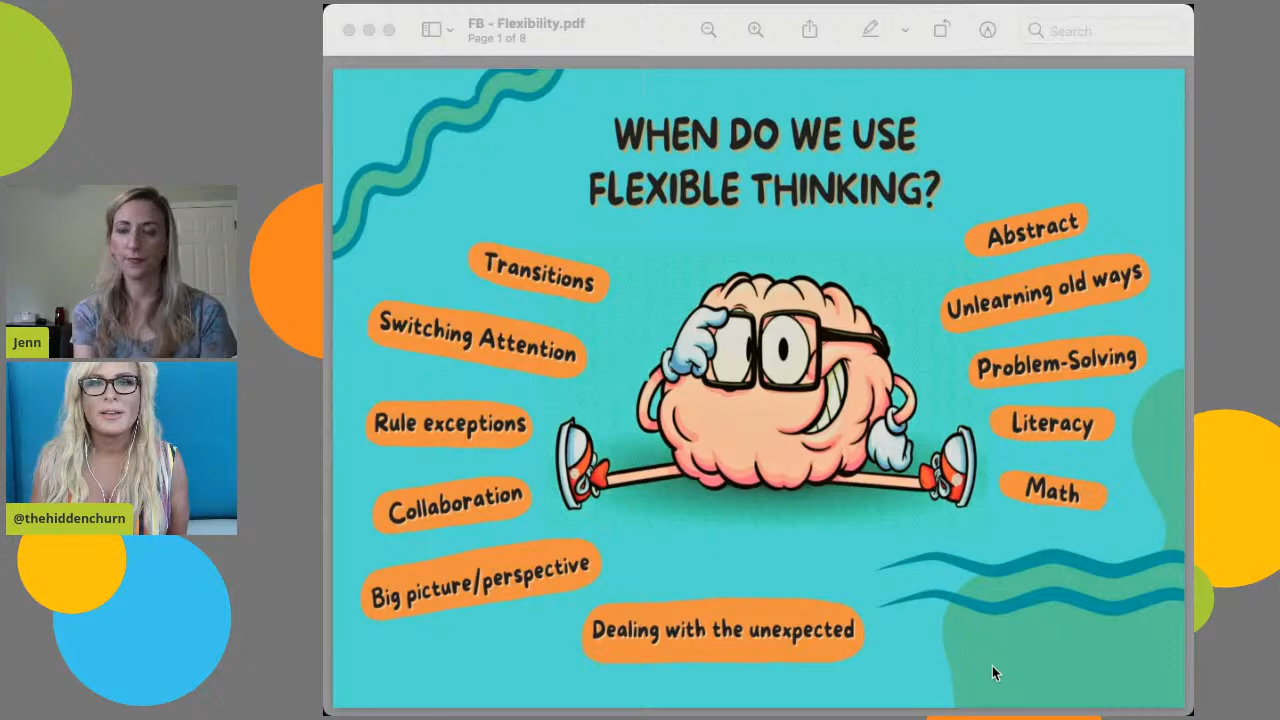 FB - Flexibility.pdf
Page 1 of 8
Search
WHEN DO WE USE
FLEXIBLE THINKING?
Transitions
Switching Attention
Rule exceptions
Collaboration
Big picture/perspective
Dealing with the unexpected
Abstract
Unlearning old ways
Problem-Solving
Literacy
Math
Jenn
@thehiddenchurn